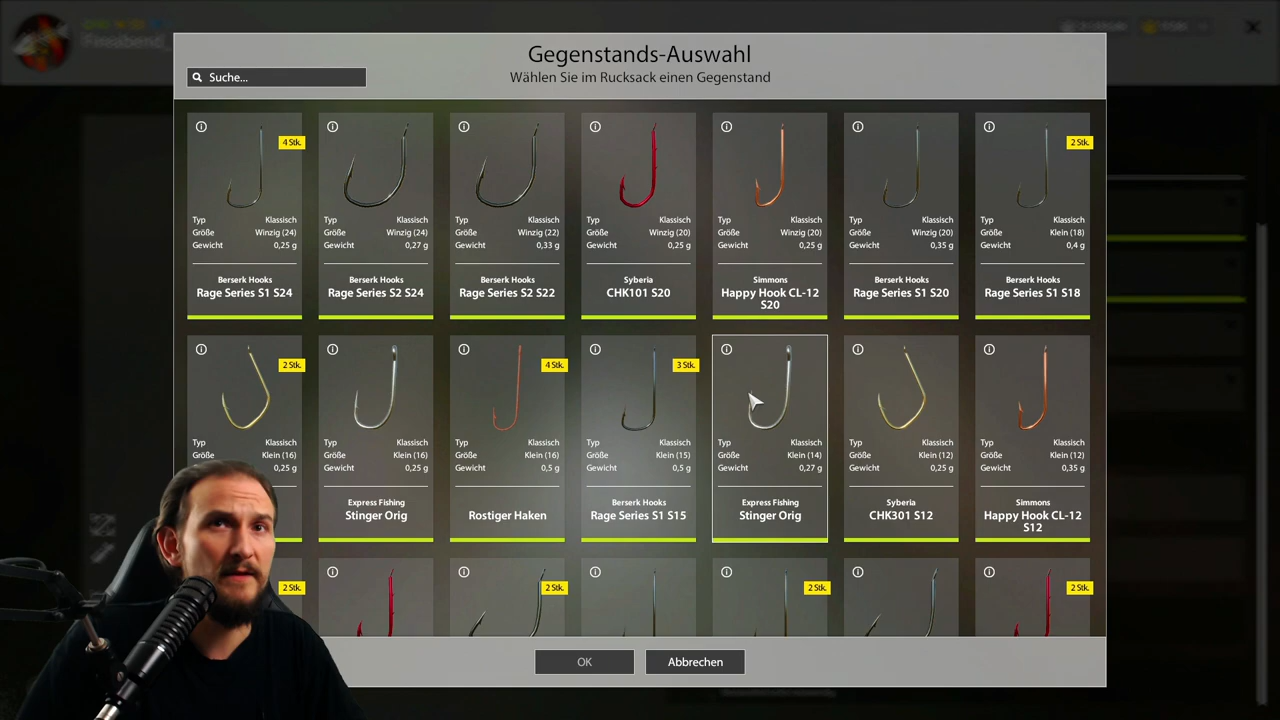 Gegenstands-Auswahl
Suche...
Wählen Sie im Rucksack einen Gegenstand
4 Stk.
2 Stk.
Typ Klassisch
Größe Winzig (24)
Gewicht 0,25 g
Berserk Hooks
Rage Series S1 S24
Typ Klassisch
Größe Winzig (24)
Gewicht 0,27 g
Berserk Hooks
Rage Series S2 S24
Typ Klassisch
Größe Winzig (22)
Gewicht 0,33 g
Berserk Hooks
Rage Series S2 S22
Typ Klassisch
Größe Winzig (20)
Gewicht 0,25 g
Syberia
CHK101 S20
Typ Klassisch
Größe Winzig (20)
Gewicht 0,25 g
Simmons
Happy Hook CL-12
S20
Typ Klassisch
Größe Winzig (20)
Gewicht 0,35 g
Berserk Hooks
Rage Series S1 S20
Typ Klassisch
Größe Klein (18)
Gewicht 0,4 g
Berserk Hooks
Rage Series S1 S18
2 Stk.
Typ Klassisch
Größe Klein (16)
0,25 g
Typ Klassisch
Größe Klein (16)
Gewicht 0,25 g
Express Fishing
Stinger Orig
4 Stk.
Typ Klassisch
Größe Klein (16)
Gewicht 0,5 g
Rostiger Haken
3 Stk.
Typ Klassisch
Größe Klein (15)
Gewicht 0,5 g
Berserk Hooks
Rage Series S1 S15
Typ Klassisch
Größe Klein (14)
Gewicht 0,27 g
Express Fishing
Stinger Orig
Typ Klassisch
Größe Klein (12)
Gewicht 0,25 g
Syberia
CHK301 S12
Typ Klassisch
Größe Klein (12)
Gewicht 0,35 g
Simmons
Happy Hook CL-12
S12
2 Stk.
2 Stk.
2 Stk.
2 Stk.
OK
Abbrechen